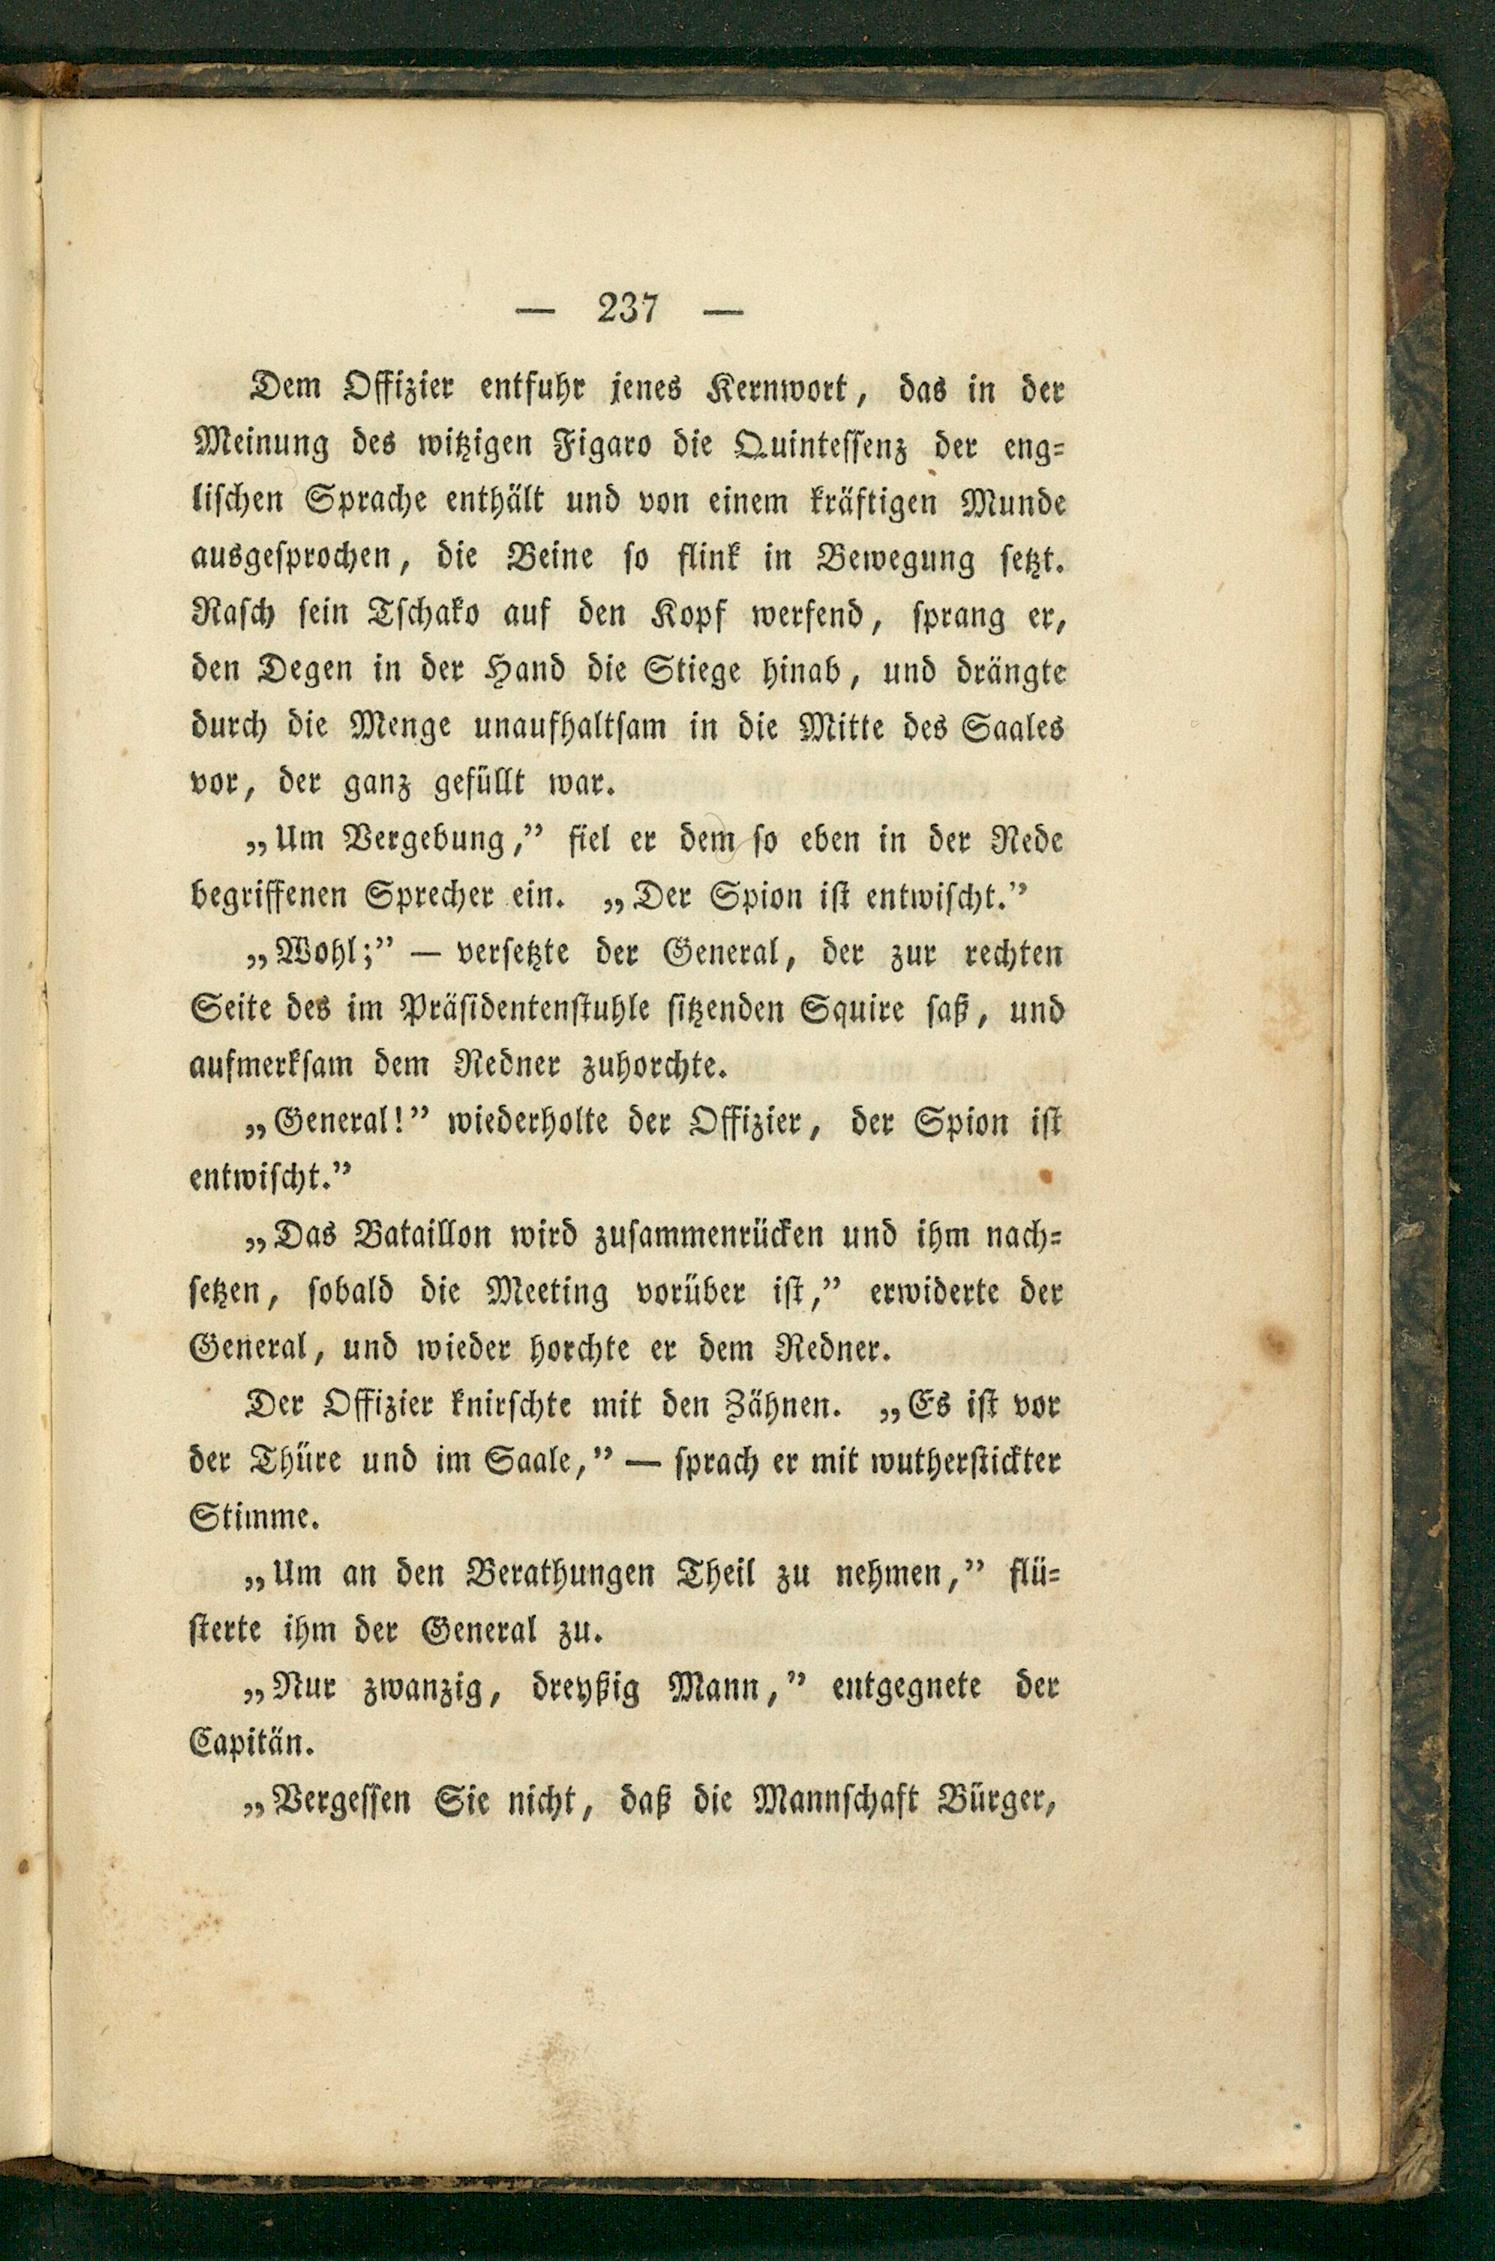 — 237 —
Dem Offizier entfuhr jenes Kernwort, das in der
Meinung des witzigen Figaro die Quintessenz der eng=
lischen Sprache enthält und von einem kräftigen Munde
ausgesprochen, die Beine so flink in Bewegung setzt.
Rasch sein Tschako auf den Kopf werfend, sprang er,
den Degen in der Hand die Stiege hinab, und drängte
durch die Menge unaufhaltsam in die Mitte des Saales
vor, der ganz gefüllt war.
„Um Vergebung,” fiel er dem so eben in der Rede
begriffenen Sprecher ein. „Der Spion ist entwischt.”
„Wohl;” — versetzte der General, der zur rechten
Seite des im Präsidentenstuhle sitzenden Squire saß, und
aufmerksam dem Redner zuhorchte.
„General!” wiederholte der Offizier, der Spion ist
entwischt.”
„Das Bataillon wird zusammenrücken und ihm nach=
setzen, sobald die Meeting vorüber ist,” erwiderte der
General, und wieder horchte er dem Redner.
Der Offizier knirschte mit den Zähnen. „Es ist vor
der Thüre und im Saale,” — sprach er mit wutherstickter
Stimme.
„Um an den Berathungen Theil zu nehmen,” flü=
sterte ihm der General zu.
„Nur zwanzig, dreyßig Mann,” entgegnete der
Capitän.
„Vergessen Sie nicht, daß die Mannschaft Bürger,